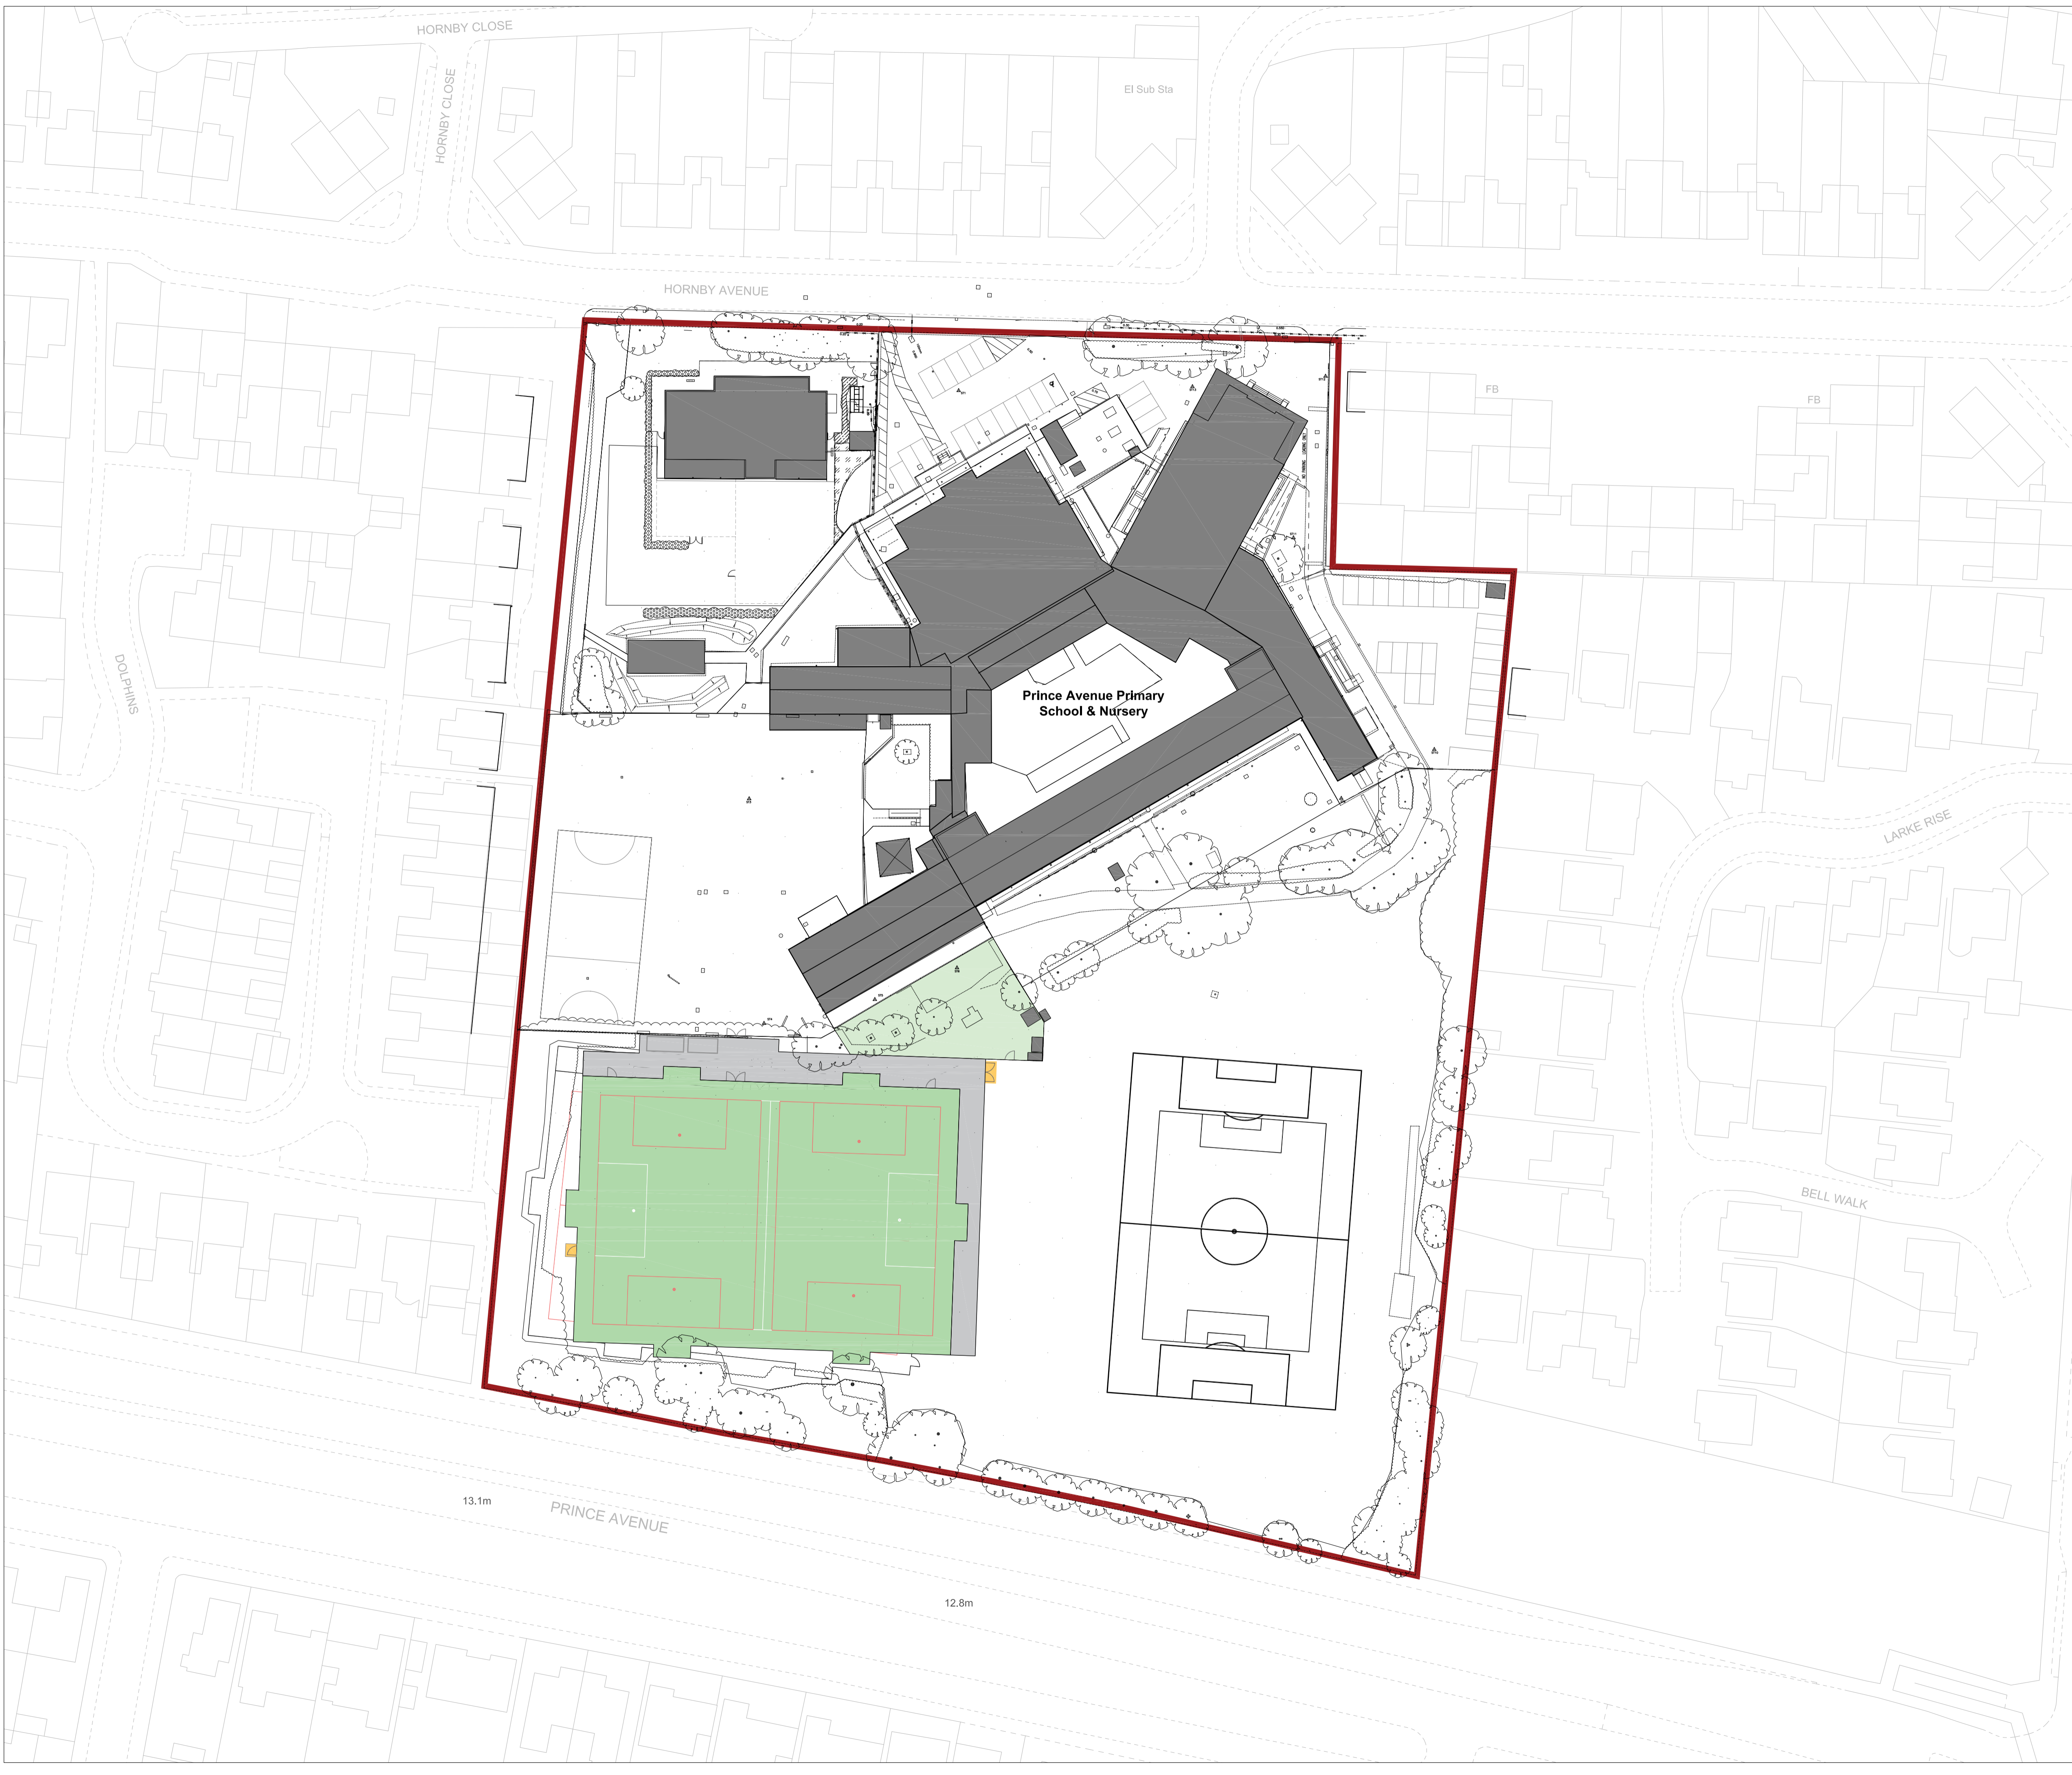 HORNBY CLOSE
HORNBY CLOSE
El Sub Sta
HORNBY AVENUE
FB
FB
DOLPHINS
Prince Avenue Primary
School & Nursery
LARKE RISE
BELL WALK
13.1m
PRINCE AVENUE
12.8m